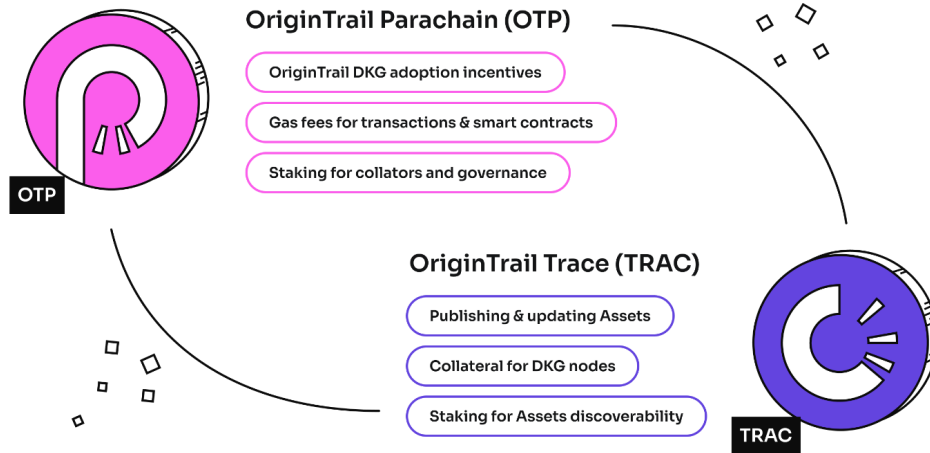 OriginTrail Parachain (OTP)
OriginTrail DKG adoption incentives
Gas fees for transactions & smart contracts
Staking for collators and governance
OTP
OriginTrail Trace (TRAC)
Publishing & updating Assets
Collateral for DKG nodes
Staking for Assets discoverability
TRAC